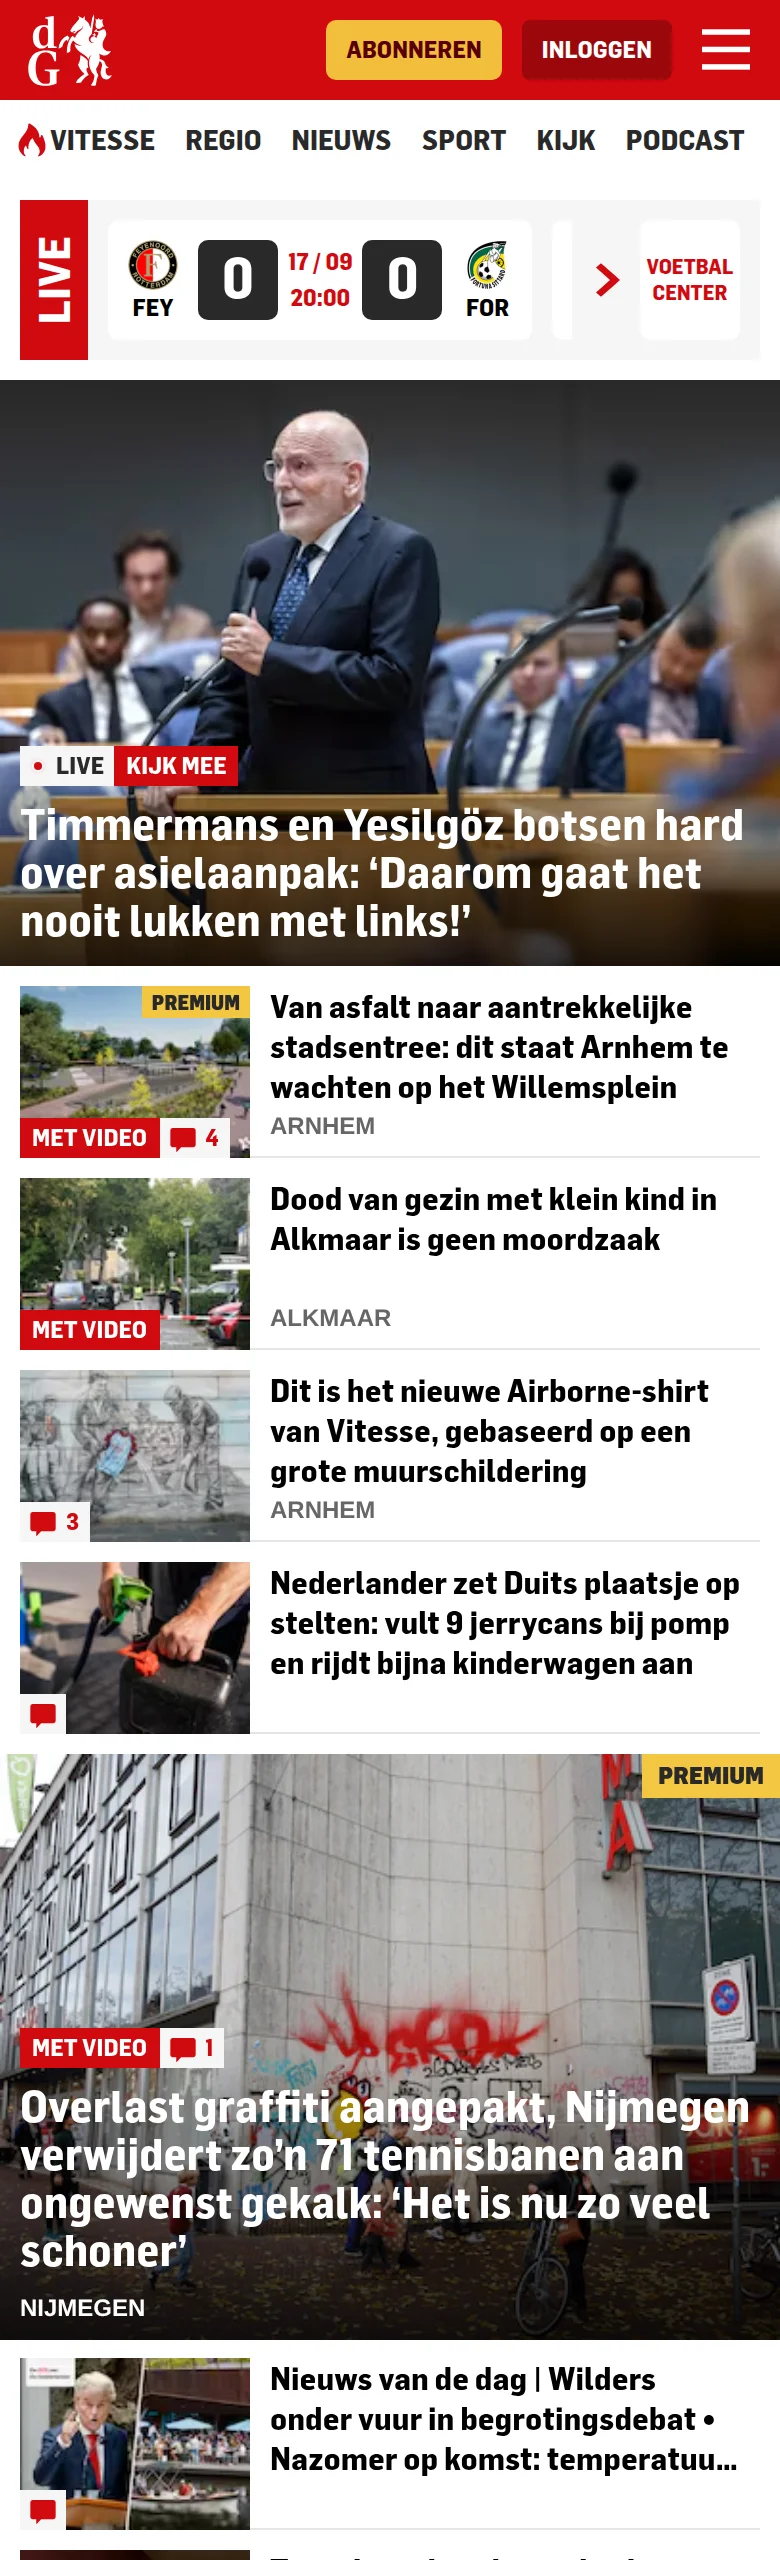 dG
ABONNEREN
INLOGGEN
VITESSE REGIO NIEUWS SPORT KIJK PODCAST
LIVE
FEYENOORD
ROTTERDAM
FEY
0
17 / 09
20:00
0
FORTUNA SITTARD
FOR
VOETBAL
CENTER
LIVE KIJK MEE
Timmermans en Yesilgöz botsen hard
over asielaanpak: ‘Daarom gaat het
nooit lukken met links!’
PREMIUM
MET VIDEO 4
Van asfalt naar aantrekkelijke
stadsentree: dit staat Arnhem te
wachten op het Willemsplein
ARNHEM
MET VIDEO
Dood van gezin met klein kind in
Alkmaar is geen moordzaak
ALKMAAR
3
Dit is het nieuwe Airborne-shirt
van Vitesse, gebaseerd op een
grote muurschildering
ARNHEM
Nederlander zet Duits plaatsje op
stelten: vult 9 jerrycans bij pomp
en rijdt bijna kinderwagen aan
PREMIUM
MA
MET VIDEO 1
Overlast graffiti aangepakt, Nijmegen
verwijdert zo’n 71 tennisbanen aan
ongewenst gekalk: ‘Het is nu zo veel
schoner’
NIJMEGEN
Nieuws van de dag | Wilders
onder vuur in begrotingsdebat •
Nazomer op komst: temperatuu...